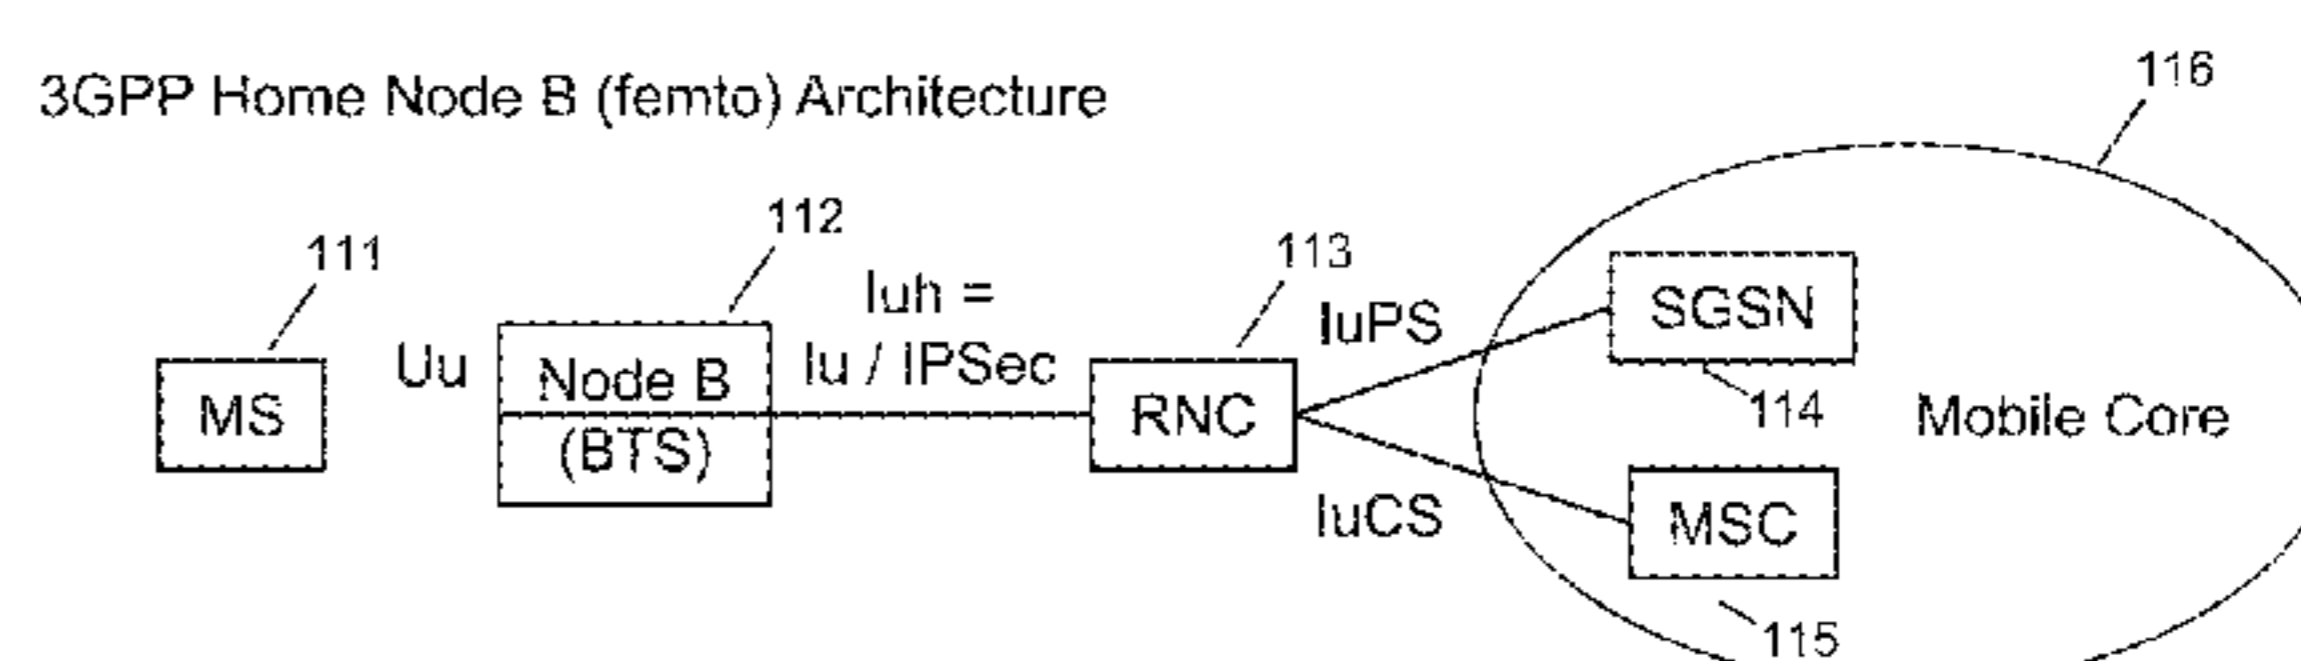 116
3GPP Home Node B (femto) Architecture
112
111
113
Iuh =
IuPS
SGSN
Uu
Node B
Iu / IPSec
MS
RNC
114
Mobile Core
(BTS)
IuCS
MSC
115